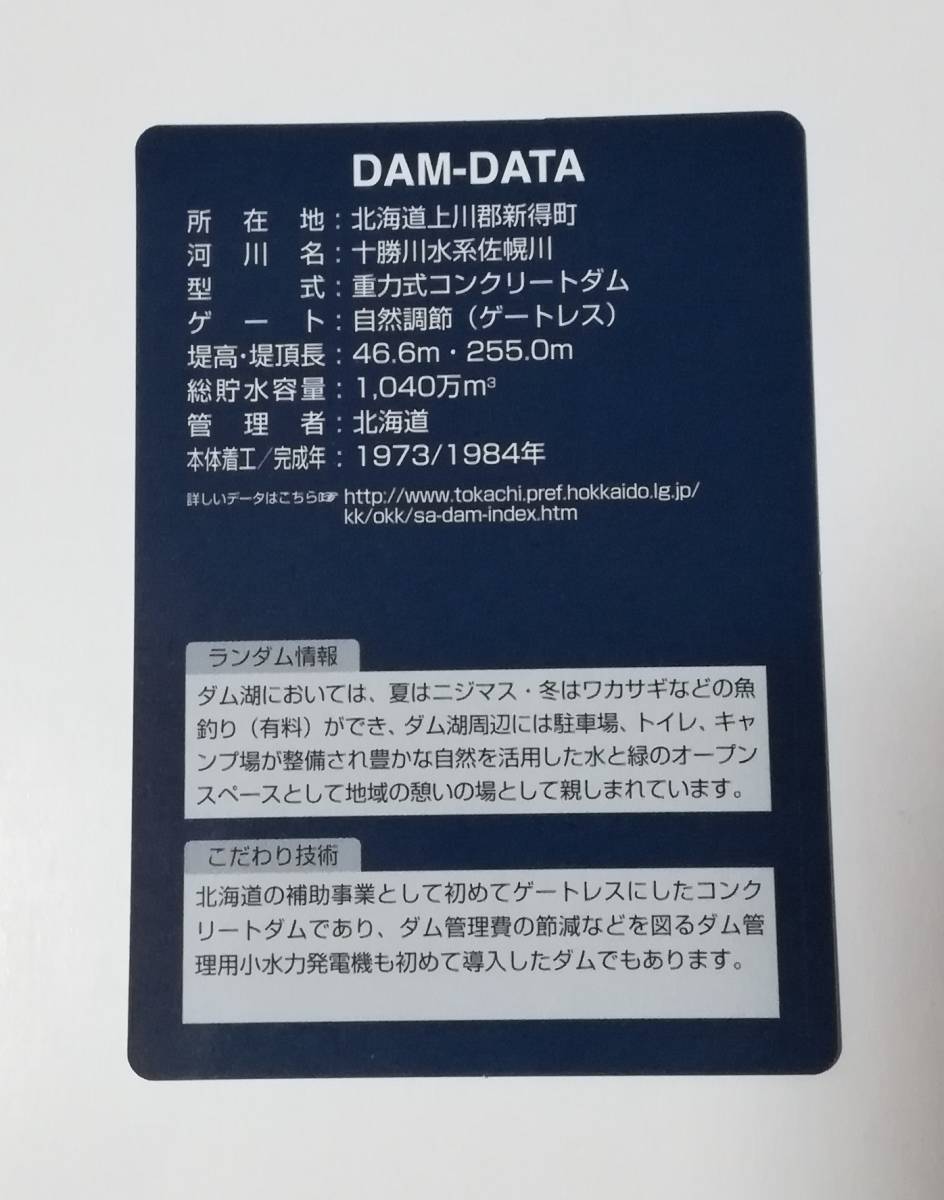 DAM-DATA
所在地：北海道上川郡新得町
河川名：十勝川水系佐幌川
型式：重力式コンクリートダム
ゲート：自然調節（ゲートレス）
堤高・堤頂長：46.6m・255.0m
総貯水容量：1,040万m³
管理者：北海道
本体着工／完成年：1973/1984年
詳しいデータはこちら☞ http://www.tokachi.pref.hokkaido.lg.jp/
kk/okk/sa-dam-index.htm
ランダム情報
ダム湖においては、夏はニジマス・冬はワカサギなどの魚
釣り（有料）ができ、ダム湖周辺には駐車場、トイレ、キャ
ンプ場が整備され豊かな自然を活用した水と緑のオープン
スペースとして地域の憩いの場として親しまれています。
こだわり技術
北海道の補助事業として初めてゲートレスにしたコンク
リートダムであり、ダム管理費の節減などを図るダム管
理用小水力発電機も初めて導入したダムでもあります。